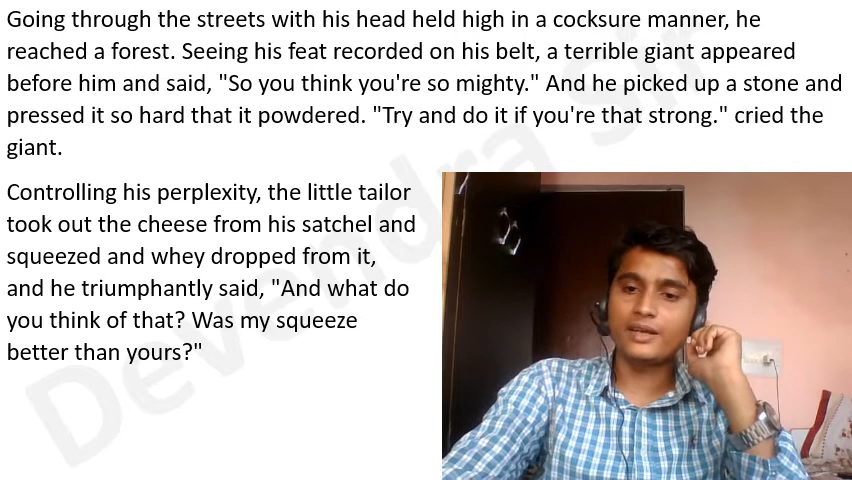 Going through the streets with his head held high in a cocksure manner, he
reached a forest. Seeing his feat recorded on his belt, a terrible giant appeared
before him and said, "So you think you're so mighty." And he picked up a stone and
pressed it so hard that it powdered. "Try and do it if you're that strong." cried the
giant.
Controlling his perplexity, the little tailor
took out the cheese from his satchel and
squeezed and whey dropped from it,
and he triumphantly said, "And what do
you think of that? Was my squeeze
better than yours?"
Devendra Sir